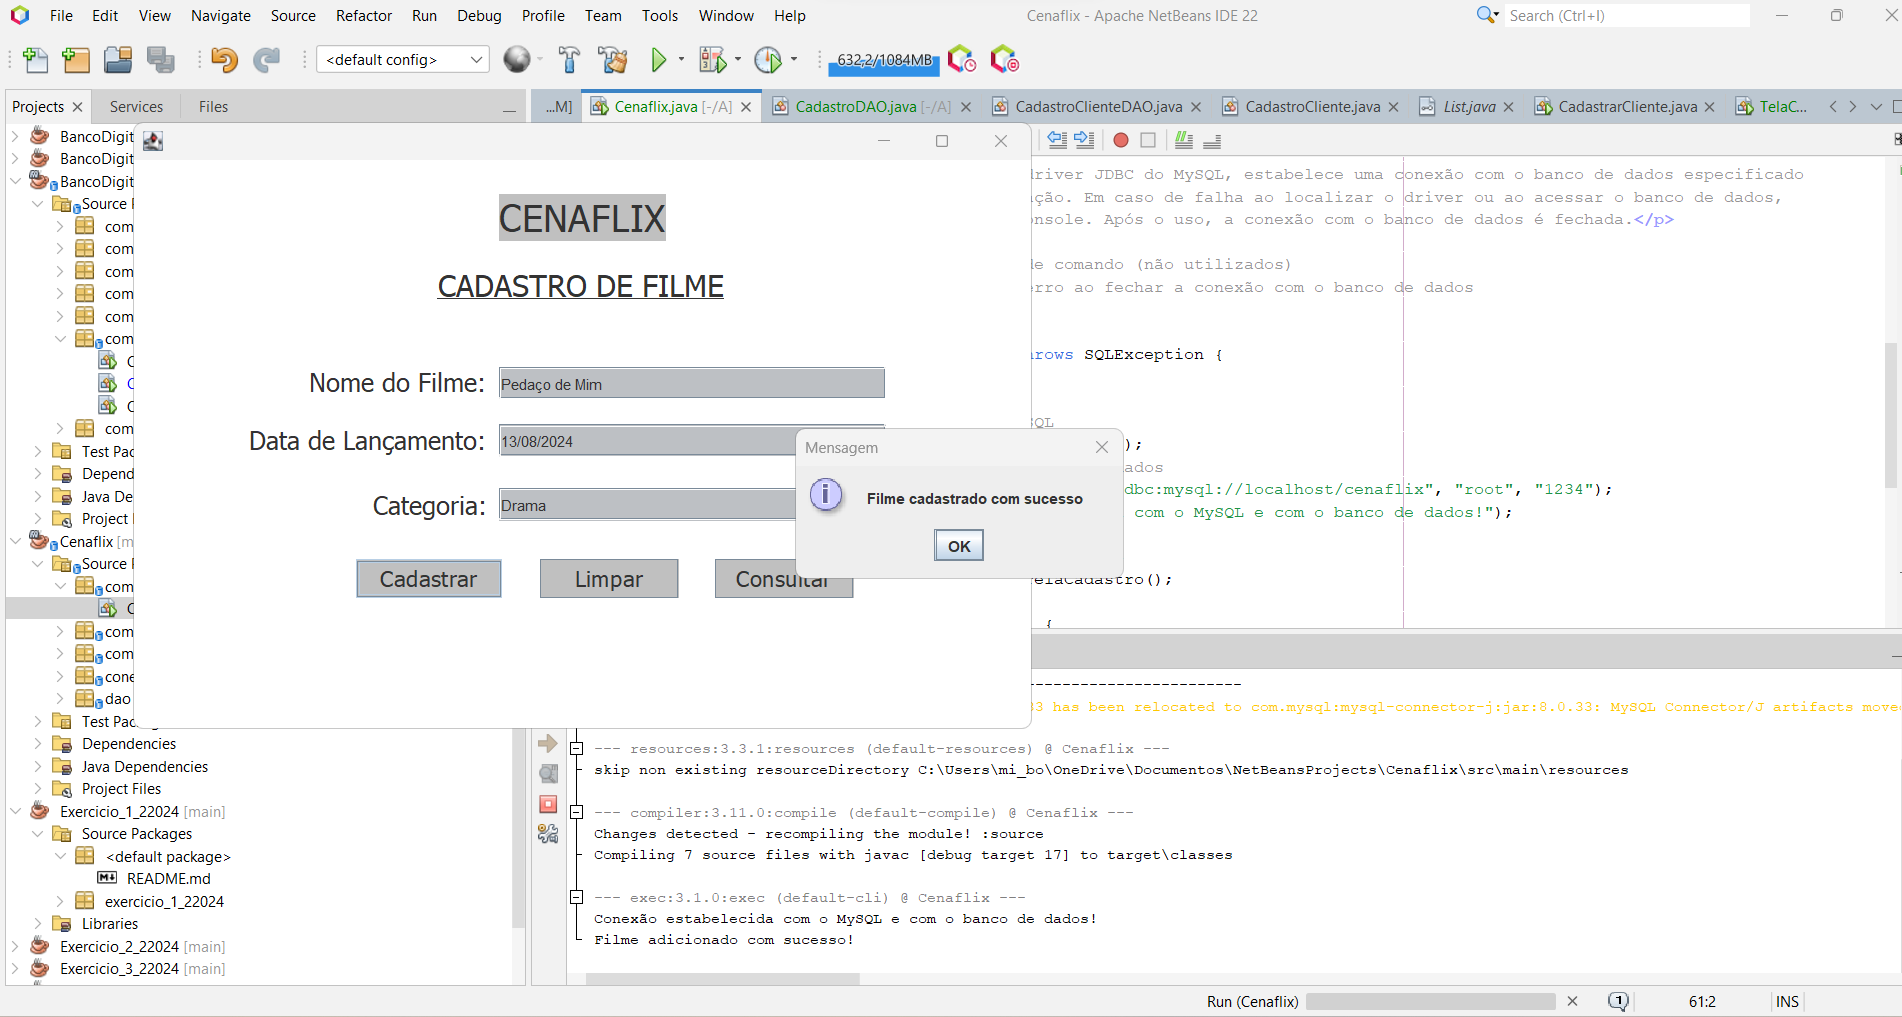 File Edit View Navigate Source Refactor Run Debug Profile Team Tools Window Help
Cenaflix - Apache NetBeans IDE 22
Search (Ctrl+I)
<default config>
632,2/1084MB
Projects
Services
Files
...M]
Cenaflix.java [-/A]
CadastroDAO.java [-/A]
CadastroClienteDAO.java
CadastroCliente.java
List.java
CadastrarCliente.java
TelaC...
BancoDigit
BancoDigit
BancoDigit
Source
com
com
com
com
com
com
com
Test Pac
Depend
Java De
Project
Cenaflix [m
Source
com
com
com
cone
dao
Test Pac
Dependencies
Java Dependencies
Project Files
Exercicio_1_22024 [main]
Source Packages
<default package>
README.md
exercicio_1_22024
Libraries
Exercicio_2_22024 [main]
Exercicio_3_22024 [main]
CENAFLIX
CADASTRO DE FILME
Nome do Filme: Pedaço de Mim
Data de Lançamento: 13/08/2024
Categoria: Drama
Cadastrar Limpar Consultar
Mensagem
Filme cadastrado com sucesso
OK
driver JDBC do MySQL, estabelece uma conexão com o banco de dados especificado
ção. Em caso de falha ao localizar o driver ou ao acessar o banco de dados,
onsole. Após o uso, a conexão com o banco de dados é fechada.</p>
de comando (não utilizados)
erro ao fechar a conexão com o banco de dados
rows SQLException {
SQL
);
ados
dbc:mysql://localhost/cenaflix", "root", "1234");
com o MySQL e com o banco de dados!");
elaCadastro();
{
------------------------
33 has been relocated to com.mysql:mysql-connector-j:jar:8.0.33: MySQL Connector/J artifacts move
--- resources:3.3.1:resources (default-resources) @ Cenaflix ---
skip non existing resourceDirectory C:\Users\mi_bo\OneDrive\Documentos\NetBeansProjects\Cenaflix\src\main\resources
--- compiler:3.11.0:compile (default-compile) @ Cenaflix ---
Changes detected - recompiling the module! :source
Compiling 7 source files with javac [debug target 17] to target\classes
--- exec:3.1.0:exec (default-cli) @ Cenaflix ---
Conexão estabelecida com o MySQL e com o banco de dados!
Filme adicionado com sucesso!
Run (Cenaflix)
1
61:2
INS